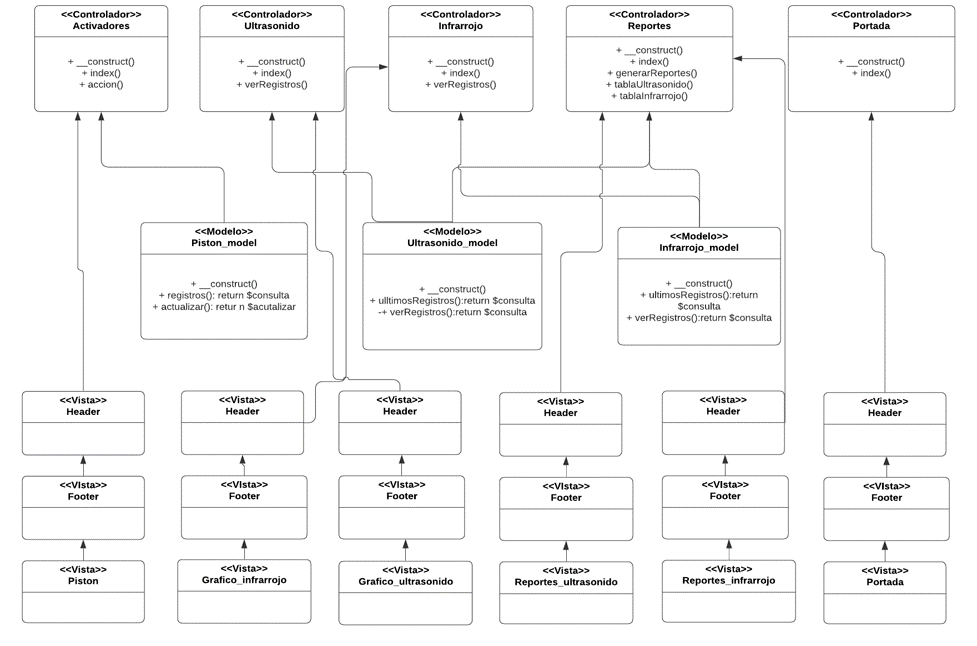 <<Controlador>>
Activadores
+ __construct()
+ index()
+ accion()
<<Controlador>>
Ultrasonido
+ __construct()
+ index()
+ verRegistros()
<<Controlador>>
Infrarrojo
+ __construct()
+ index()
+ verRegistros()
<<Controlador>>
Reportes
+ __construct()
+ index()
+ generarReportes()
+ tablaUltrasonido()
+ tablaInfrarrojo()
<<Controlador>>
Portada
+ __construct()
+ index()
<<Modelo>>
Piston_model
+ __construct()
+ registros(): return $consulta
+ actualizar(): retur n $acutalizar
<<Modelo>>
Ultrasonido_model
+ __construct()
+ ulltimosRegistros():return $consulta
-+ verRegistros():return $consulta
<<Modelo>>
Infrarrojo_model
+ __construct()
+ ultimosRegistros():return
$consulta
+ verRegistros():return $consulta
<<Vista>>
Header
<<Vista>>
Header
<<Vista>>
Header
<<Vista>>
Header
<<Vista>>
Header
<<Vista>>
Header
<<VIsta>>
Footer
<<VIsta>>
Footer
<<VIsta>>
Footer
<<VIsta>>
Footer
<<VIsta>>
Footer
<<VIsta>>
Footer
<<Vista>>
Piston
<<Vista>>
Grafico_infrarrojo
<<Vista>>
Grafico_ultrasonido
<<Vista>>
Reportes_ultrasonido
<<Vista>>
Reportes_infrarrojo
<<Vista>>
Portada